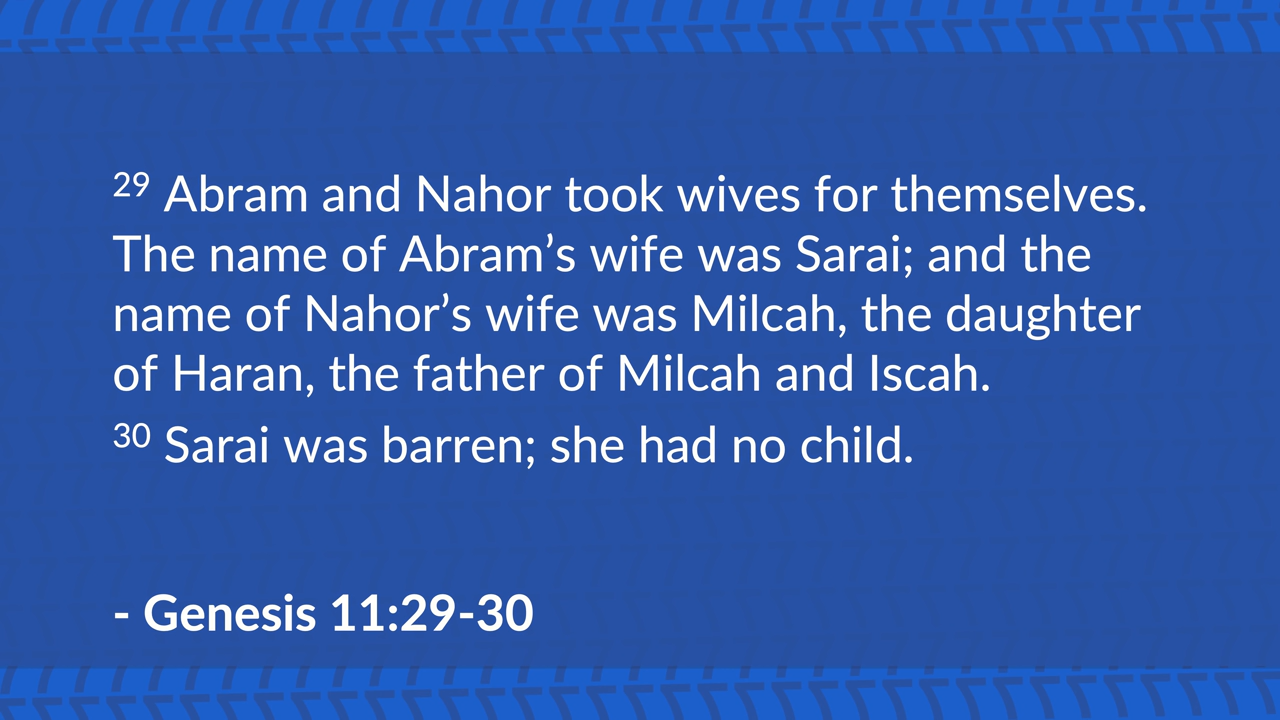 29 Abram and Nahor took wives for themselves.
The name of Abram’s wife was Sarai; and the
name of Nahor’s wife was Milcah, the daughter
of Haran, the father of Milcah and Iscah.
30 Sarai was barren; she had no child.
- Genesis 11:29-30